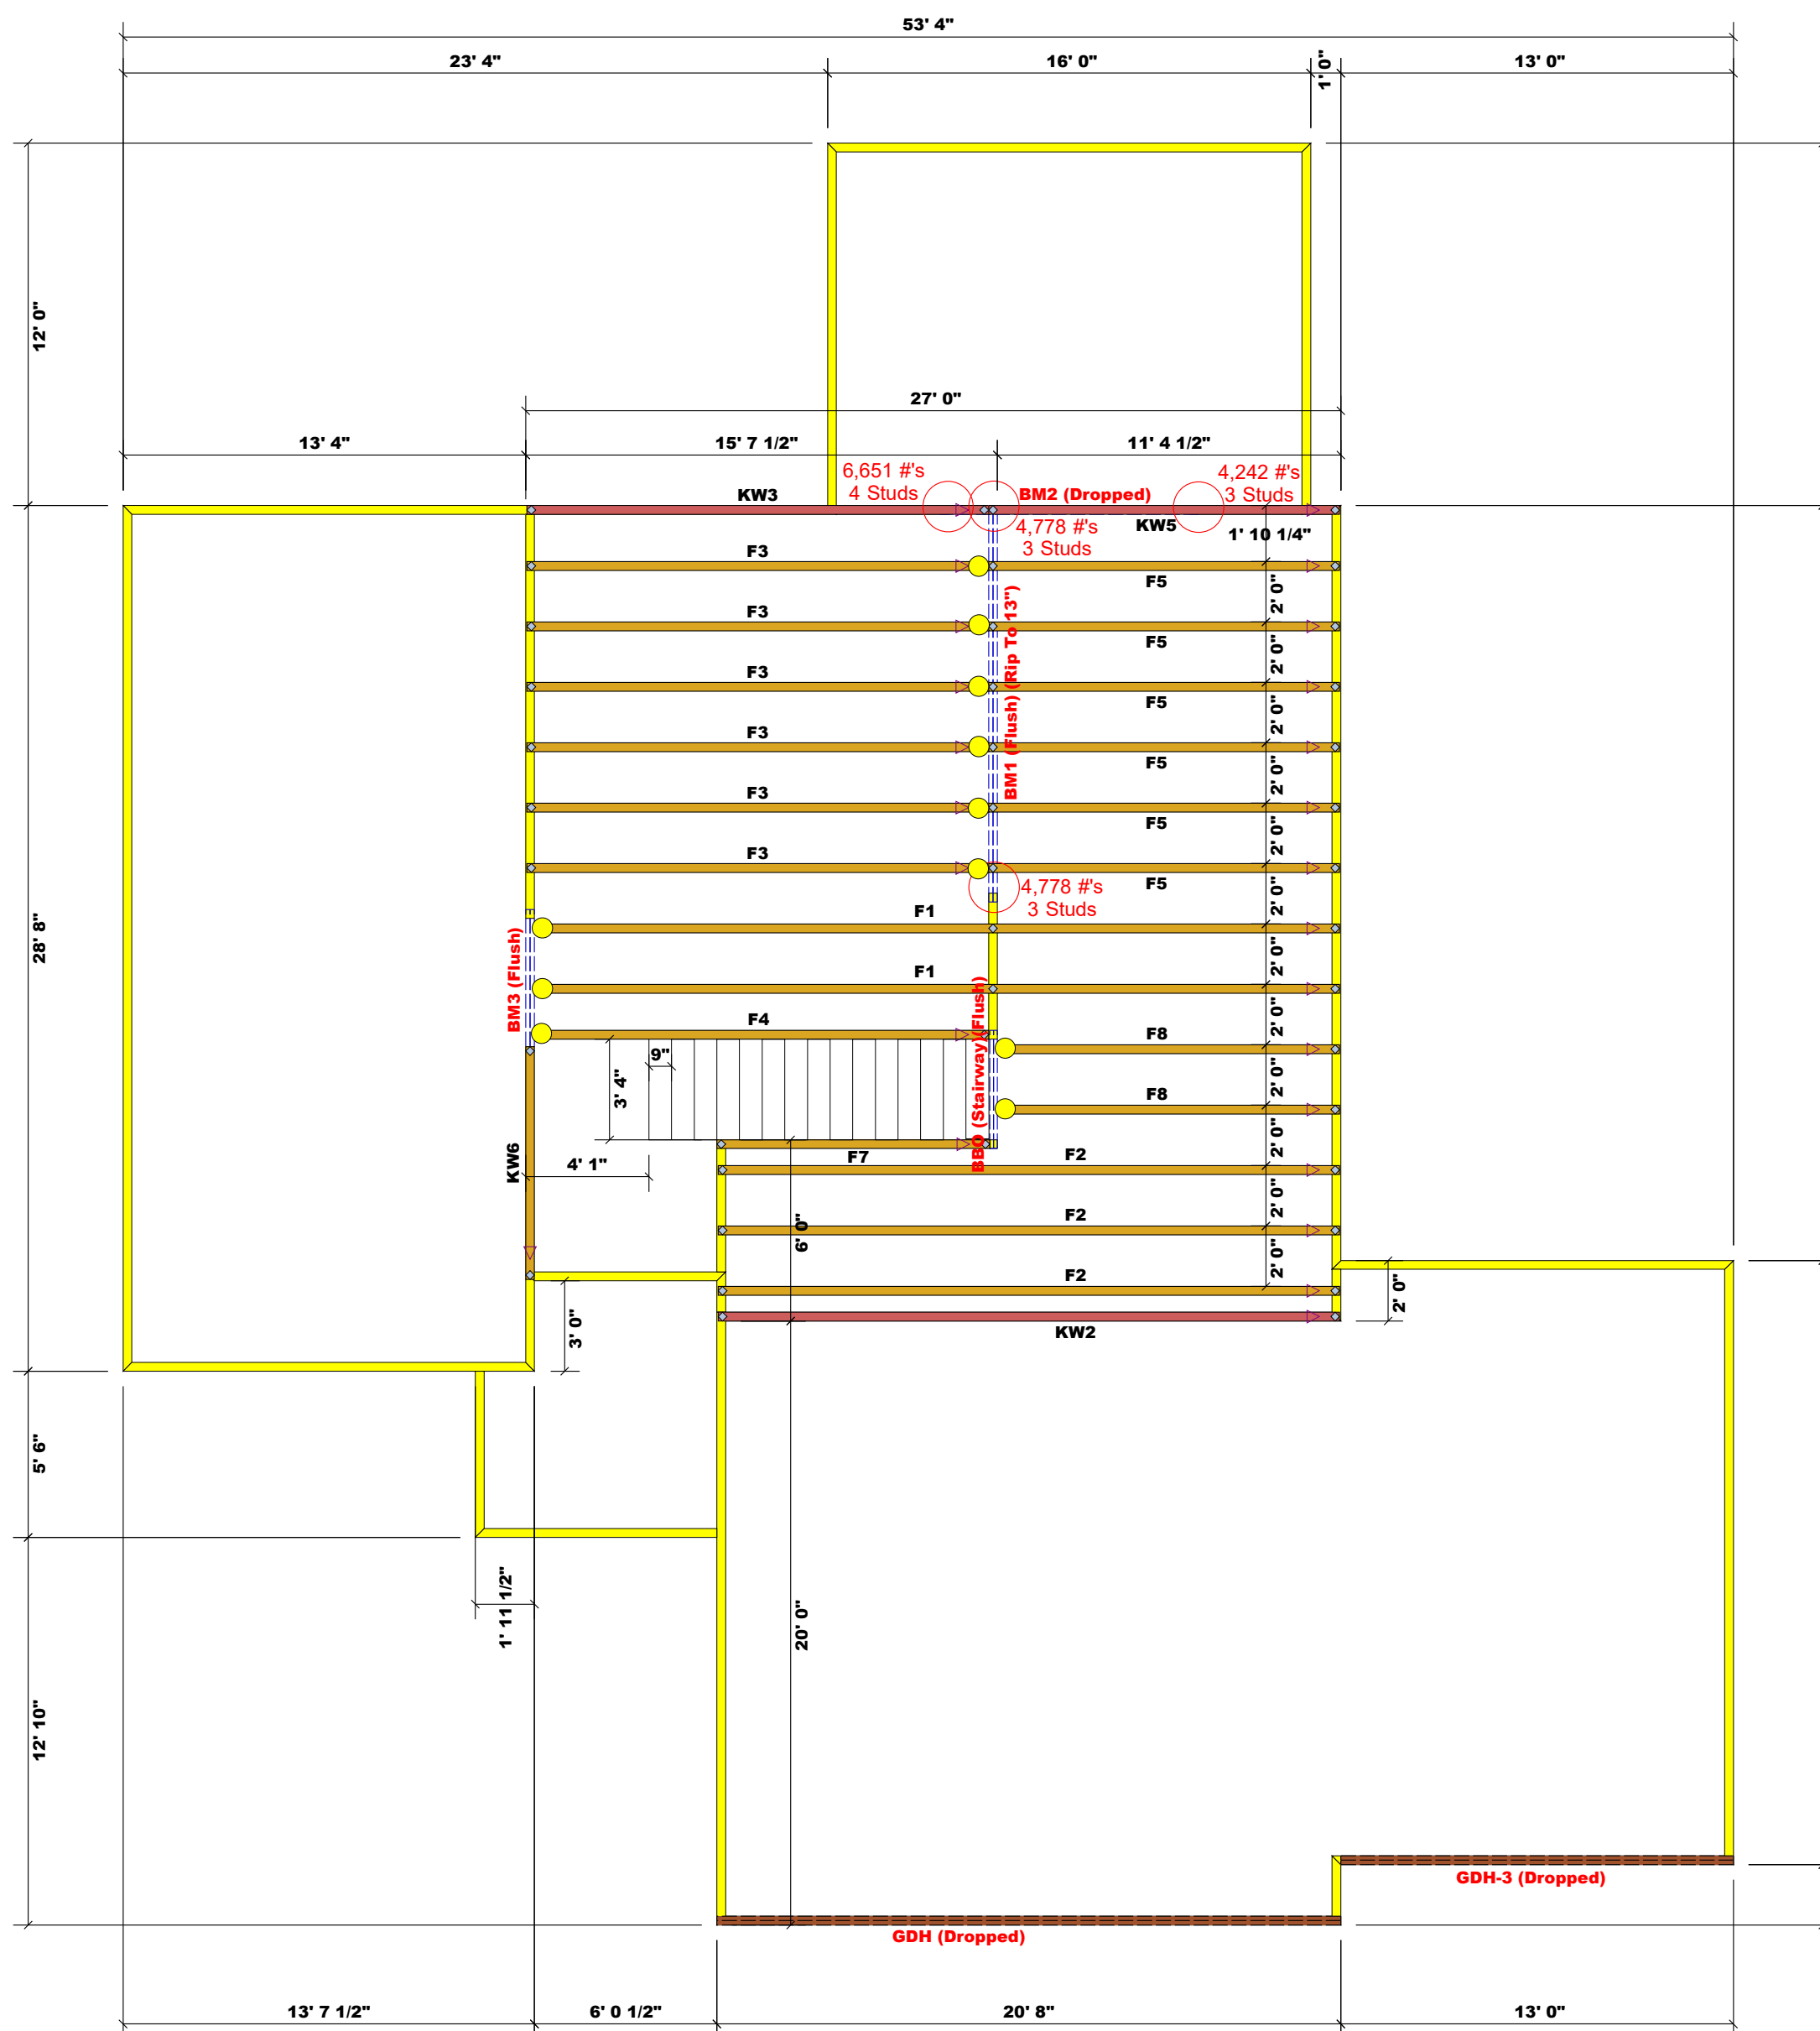 53' 4"
23' 4"
16' 0"
1' 0"
13' 0"
12' 0"
27' 0"
13' 4"
15' 7 1/2"
11' 4 1/2"
6,651 #'s
4 Studs
4,242 #'s
3 Studs
KW3
BM2 (Dropped)
4,778 #'s
3 Studs
KW5
1' 10 1/4"
F3
F5
2' 0"
F3
F5
2' 0"
BM1 (Flush) (Rip To 13")
F3
F5
2' 0"
F3
F5
2' 0"
F3
F5
2' 0"
F3
F5
2' 0"
4,778 #'s
3 Studs
28' 8"
F1
2' 0"
BM3 (Flush)
F1
2' 0"
BBO (Stairway)(Flush)
F4
F8
2' 0"
9"
3' 4"
F8
2' 0"
KW6
4' 1"
F7
F2
2' 0"
6' 0"
F2
2' 0"
F2
2' 0"
3' 0"
KW2
5' 6"
1' 11 1/2"
20' 0"
12' 10"
GDH-3 (Dropped)
GDH (Dropped)
13' 7 1/2"
6' 0 1/2"
20' 8"
13' 0"